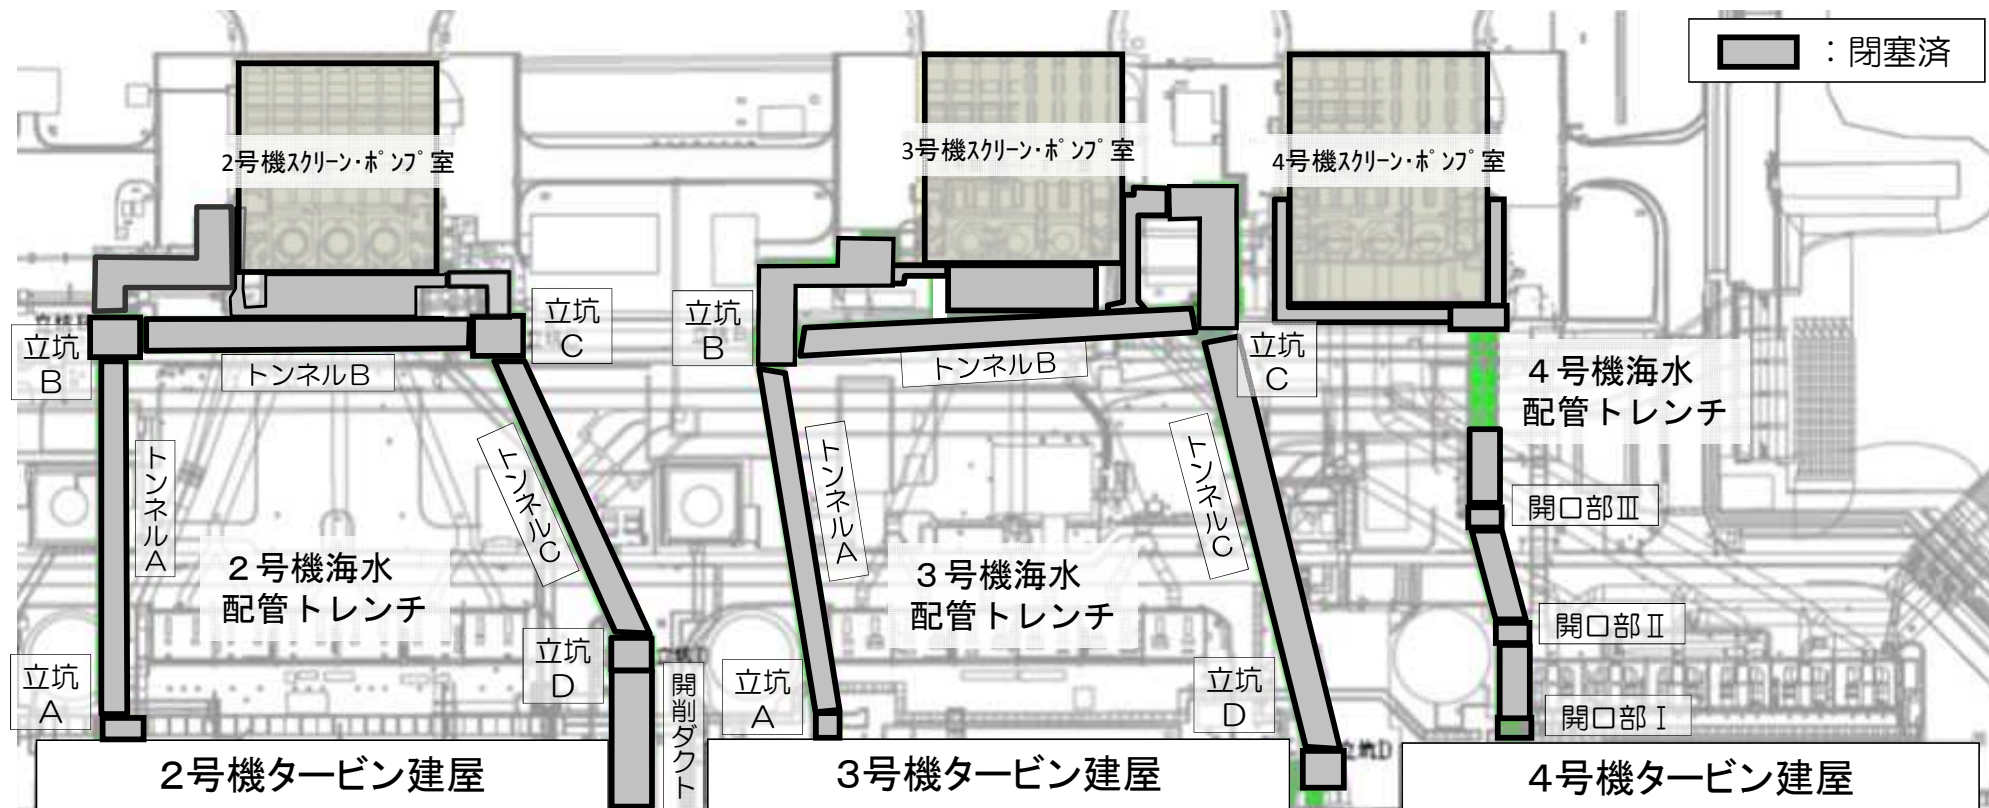 ：閉塞済
2号機スクリーン・ポンプ室
3号機スクリーン・ポンプ室
4号機スクリーン・ポンプ室
立坑
B
トンネルB
立坑
C
トンネルA
トンネルC
2号機海水
配管トレンチ
立坑
A
立坑
D
開削ダクト
2号機タービン建屋
立坑
B
トンネルB
立坑
C
トンネルA
トンネルC
3号機海水
配管トレンチ
立坑
A
立坑
D
立坑D
3号機タービン建屋
4号機海水
配管トレンチ
開口部Ⅲ
開口部Ⅱ
開口部Ⅰ
4号機タービン建屋